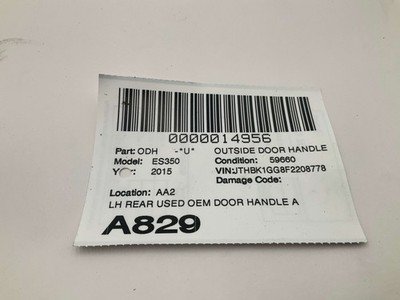 0000014956
Part: ODH -"U" OUTSIDE DOOR HANDLE
Model: ES350 Condition: 59660
Year: 2015 VIN:JTHBK1GG8F2208778
Damage Code:
Location: AA2
LH REAR USED OEM DOOR HANDLE A
A829